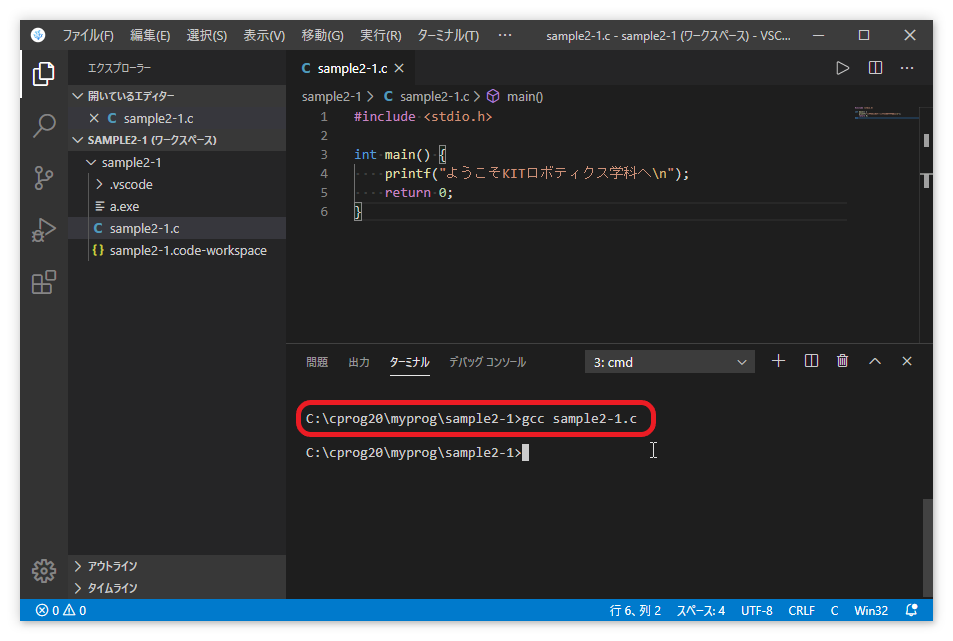 ファイル(F) 編集(E) 選択(S) 表示(V) 移動(G) 実行(R) ターミナル(T) ··· sample2-1.c - sample2-1 (ワークスペース) - VSC...
エクスプローラー
開いているエディター
C sample2-1.c
SAMPLE2-1 (ワークスペース)
sample2-1
.vscode
a.exe
C sample2-1.c
{} sample2-1.code-workspace
アウトライン
タイムライン
C sample2-1.c
sample2-1 > C sample2-1.c > main()
1 #include <stdio.h>
2
3 int main() {
4 ····printf("ようこそKITロボティクス学科へ\n");
5 ····return 0;
6 }
問題 出力 ターミナル デバッグ コンソール 3: cmd
C:\cprog20\myprog\sample2-1>gcc sample2-1.c
C:\cprog20\myprog\sample2-1>
0 0 行 6、列 2 スペース: 4 UTF-8 CRLF C Win32